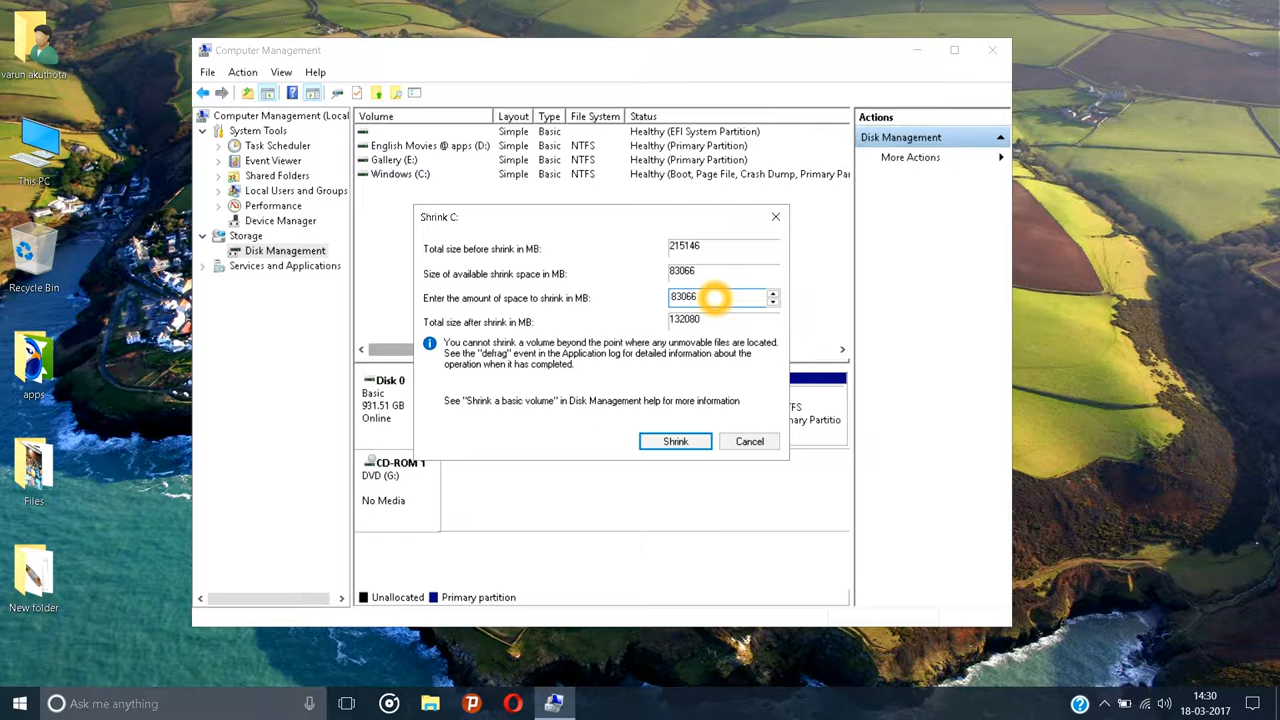 varun akuthota
This PC
Recycle Bin
apps
Files
New folder
Computer Management
File Action View Help
Computer Management (Local
System Tools
Task Scheduler
Event Viewer
Shared Folders
Local Users and Groups
Performance
Device Manager
Storage
Disk Management
Services and Applications
Volume Layout Type File System Status
Simple Basic Healthy (EFI System Partition)
English Movies @ apps (D:) Simple Basic NTFS Healthy (Primary Partition)
Gallery (E:) Simple Basic NTFS Healthy (Primary Partition)
Windows (C:) Simple Basic NTFS Healthy (Boot, Page File, Crash Dump, Primary Pa
Actions
Disk Management
More Actions
Shrink C:
Total size before shrink in MB: 215146
Size of available shrink space in MB: 83066
Enter the amount of space to shrink in MB: 83066
Total size after shrink in MB: 132080
You cannot shrink a volume beyond the point where any unmovable files are located.
See the "defrag" event in the Application log for detailed information about the
operation when it has completed.
See "Shrink a basic volume" in Disk Management help for more information
Shrink Cancel
Disk 0
Basic
931.51 GB
Online
TFS
nary Partitio
CD-ROM 1
DVD (G:)
No Media
Unallocated Primary partition
Ask me anything
14:30
18-03-2017